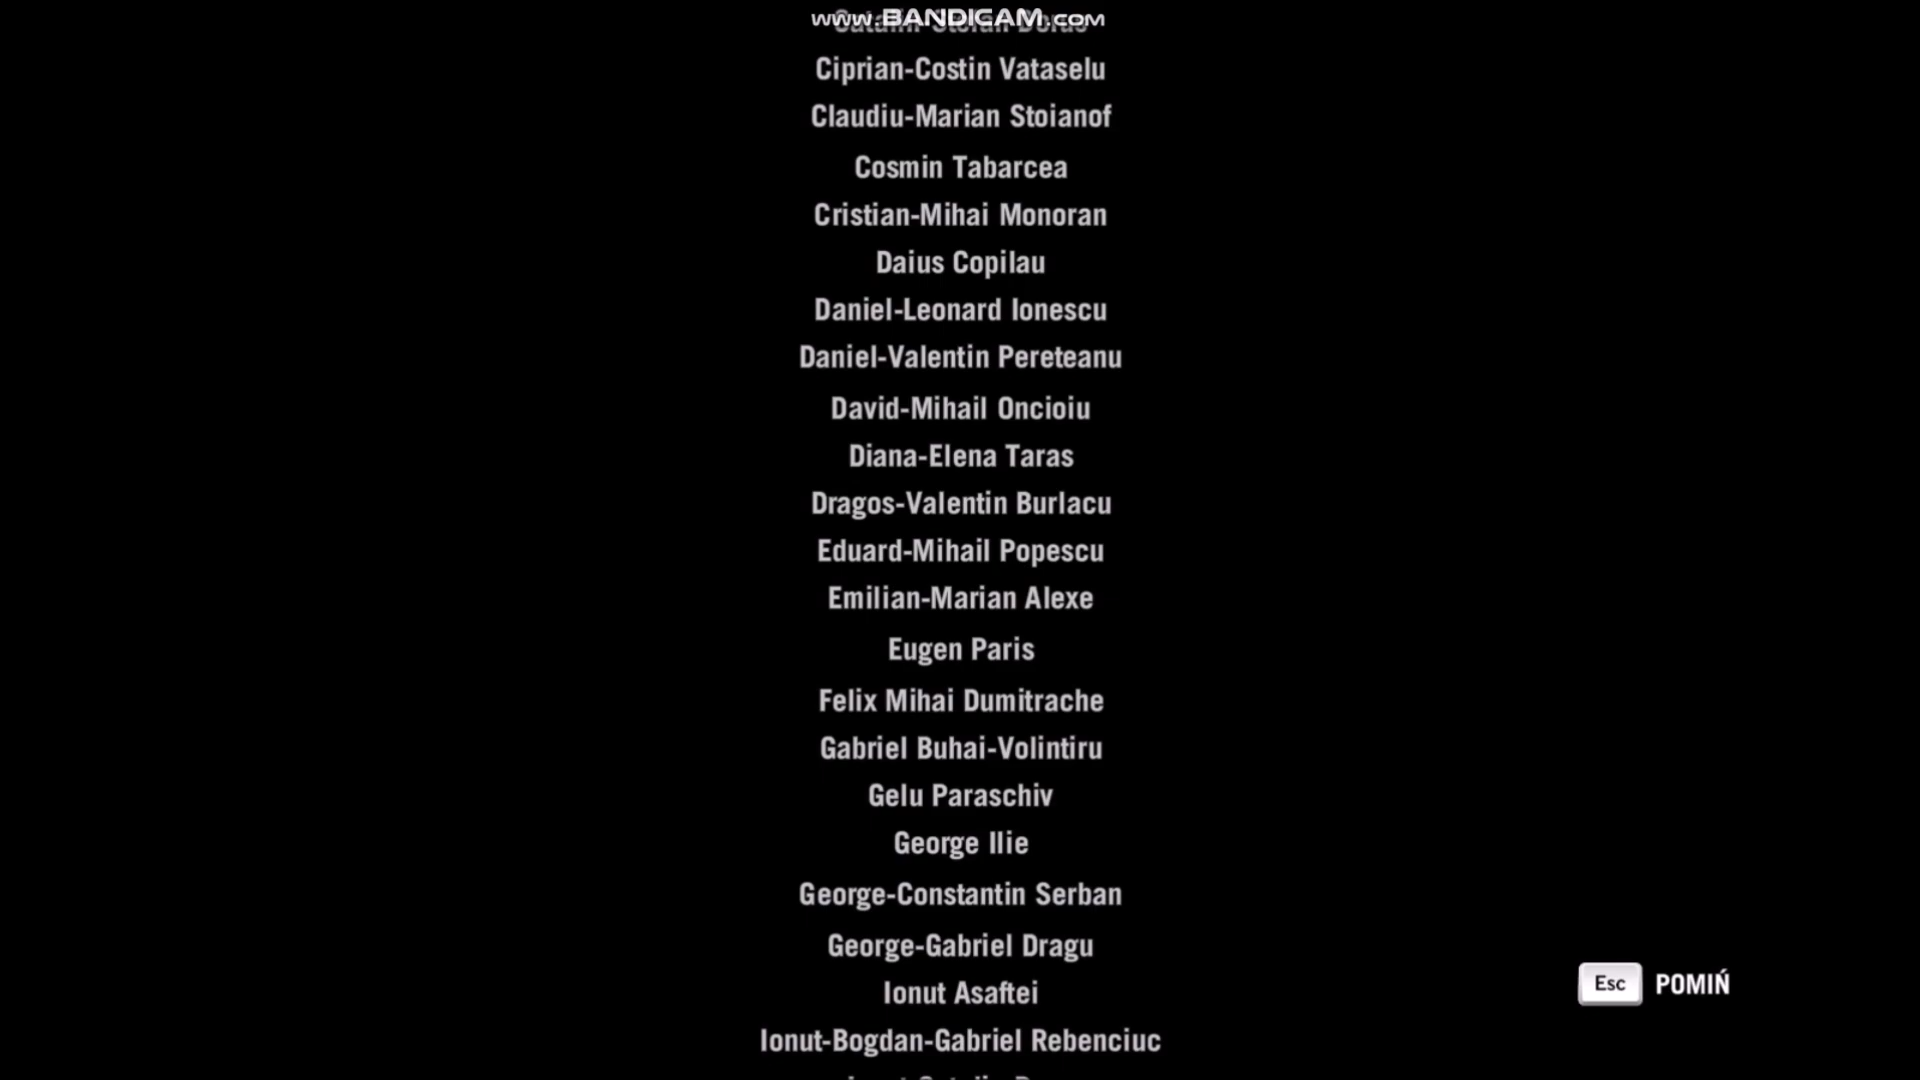 www.BANDICAM.com
Ciprian-Costin Vataselu
Claudiu-Marian Stoianof
Cosmin Tabarcea
Cristian-Mihai Monoran
Daius Copilau
Daniel-Leonard Ionescu
Daniel-Valentin Pereteanu
David-Mihail Oncioiu
Diana-Elena Taras
Dragos-Valentin Burlacu
Eduard-Mihail Popescu
Emilian-Marian Alexe
Eugen Paris
Felix Mihai Dumitrache
Gabriel Buhai-Volintiru
Gelu Paraschiv
George Ilie
George-Constantin Serban
George-Gabriel Dragu
Esc POMIŃ
Ionut Asaftei
Ionut-Bogdan-Gabriel Rebenciuc